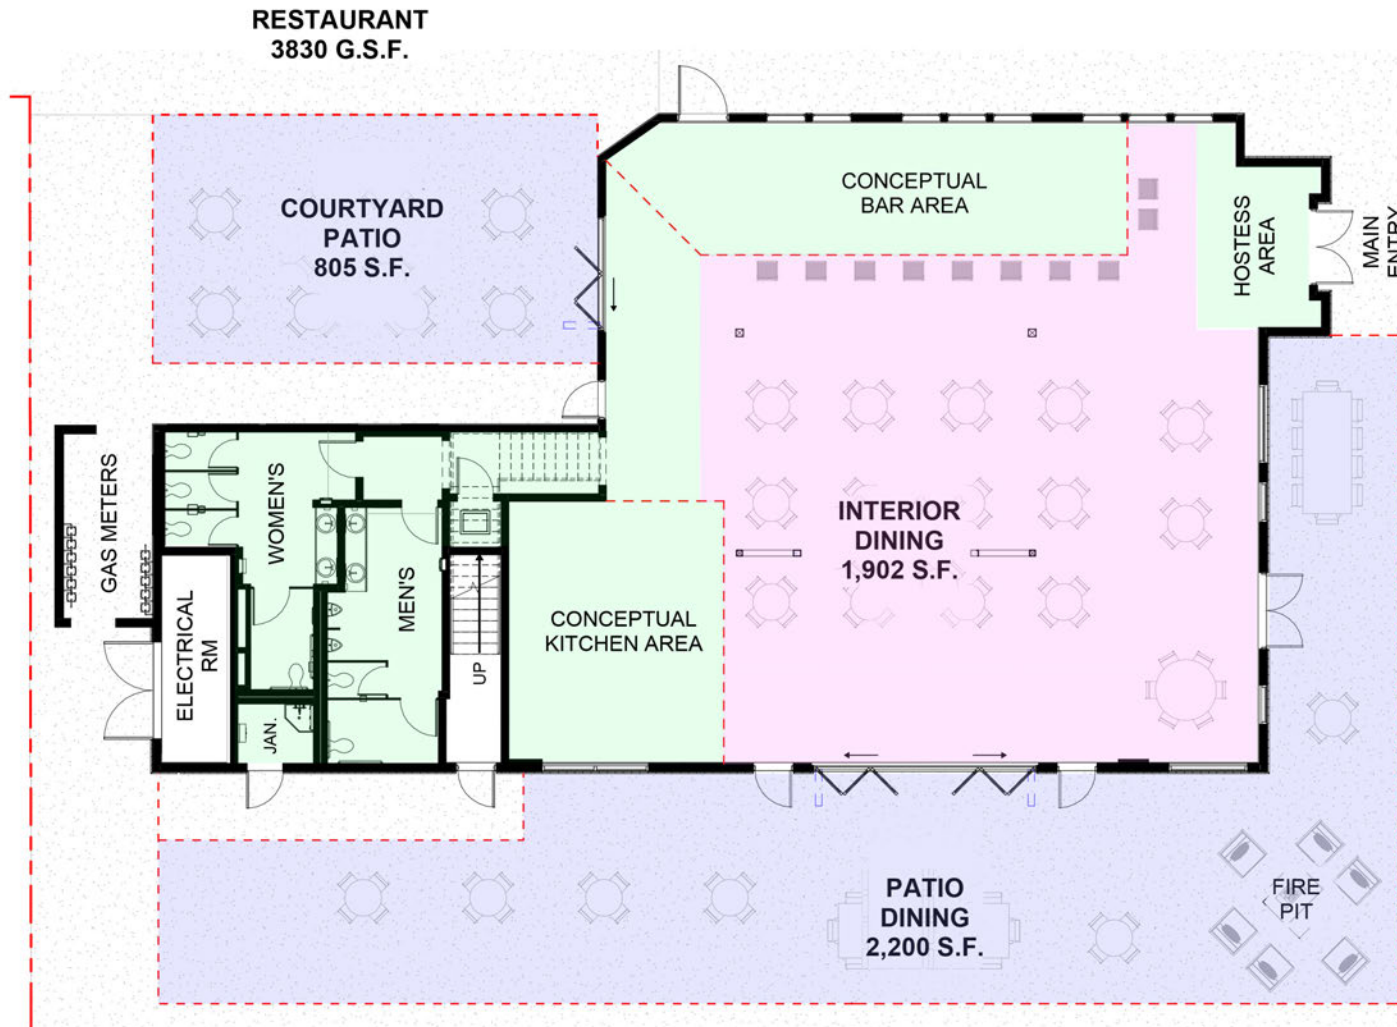 RESTAURANT
3830 G.S.F.
COURTYARD
PATIO
805 S.F.
CONCEPTUAL
BAR AREA
HOSTESS
AREA
MAIN
ENTRY
GAS METERS
WOMEN'S
MEN'S
ELECTRICAL
RM
JAN.
UP
CONCEPTUAL
KITCHEN AREA
INTERIOR
DINING
1,902 S.F.
PATIO
DINING
2,200 S.F.
FIRE
PIT